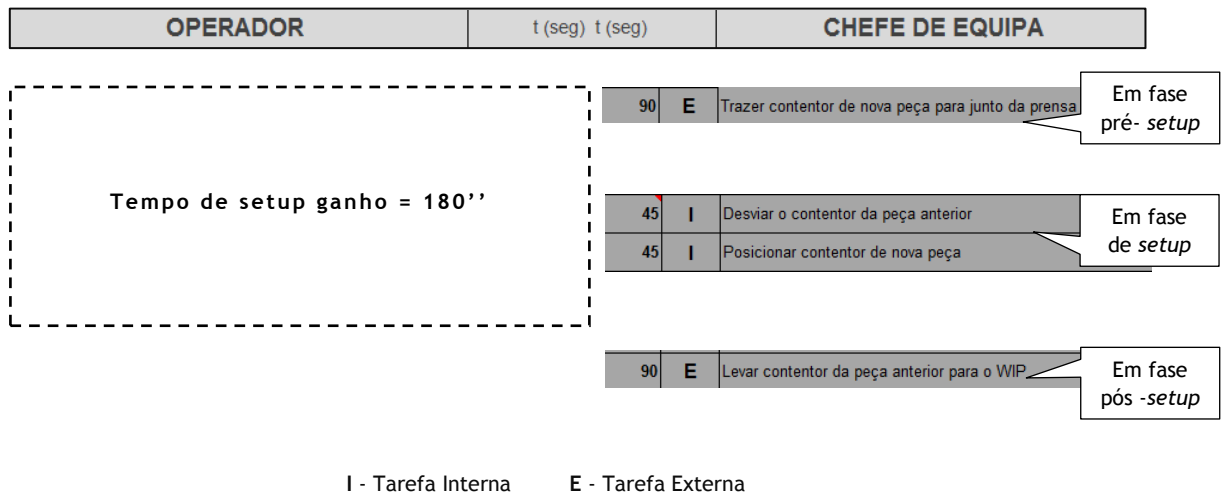 OPERADOR t (seg) t (seg) CHEFE DE EQUIPA
90 E Trazer contentor de nova peça para junto da prensa
Em fase
pré- setup
Tempo de setup ganho = 180’’
45 I Desviar o contentor da peça anterior
45 I Posicionar contentor de nova peça
Em fase
de setup
90 E Levar contentor da peça anterior para o WIP
Em fase
pós -setup
I - Tarefa Interna E - Tarefa Externa